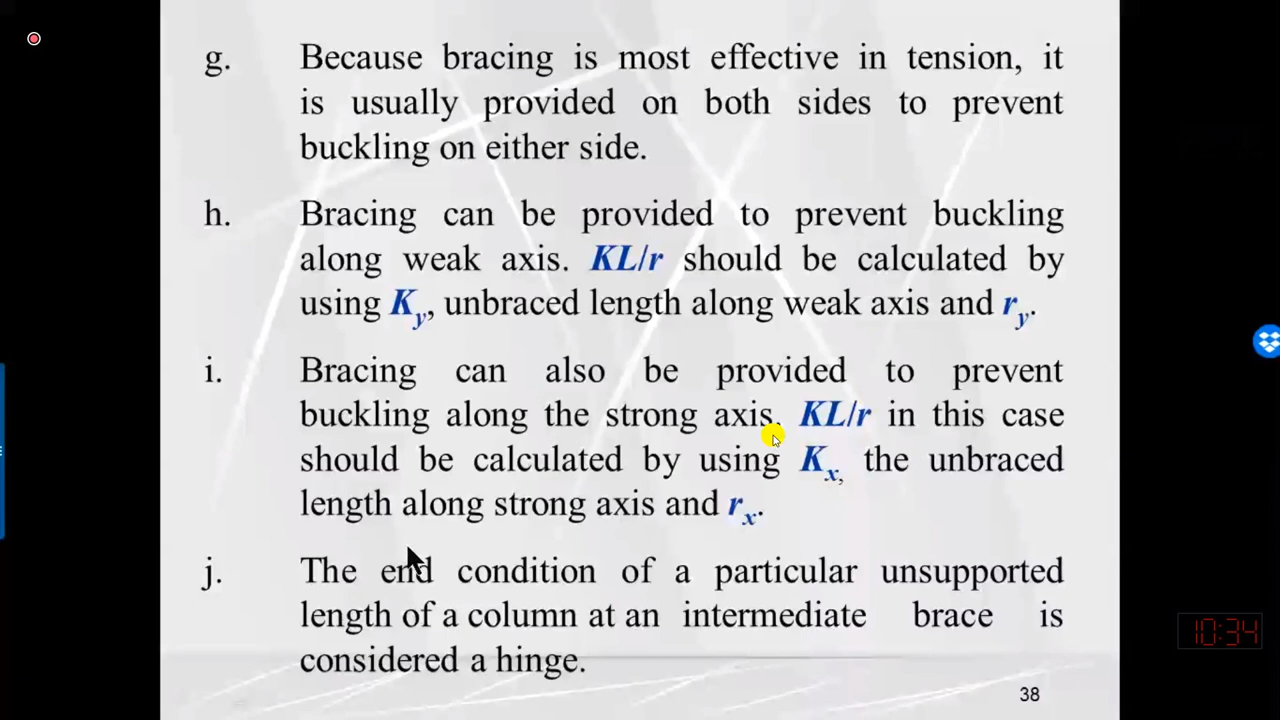 g. Because bracing is most effective in tension, it
is usually provided on both sides to prevent
buckling on either side.
h. Bracing can be provided to prevent buckling
along weak axis. KL/r should be calculated by
using Ky, unbraced length along weak axis and ry.
i. Bracing can also be provided to prevent
buckling along the strong axis. KL/r in this case
should be calculated by using Kx, the unbraced
length along strong axis and rx.
j. The end condition of a particular unsupported
length of a column at an intermediate brace is
considered a hinge.
10:34
38